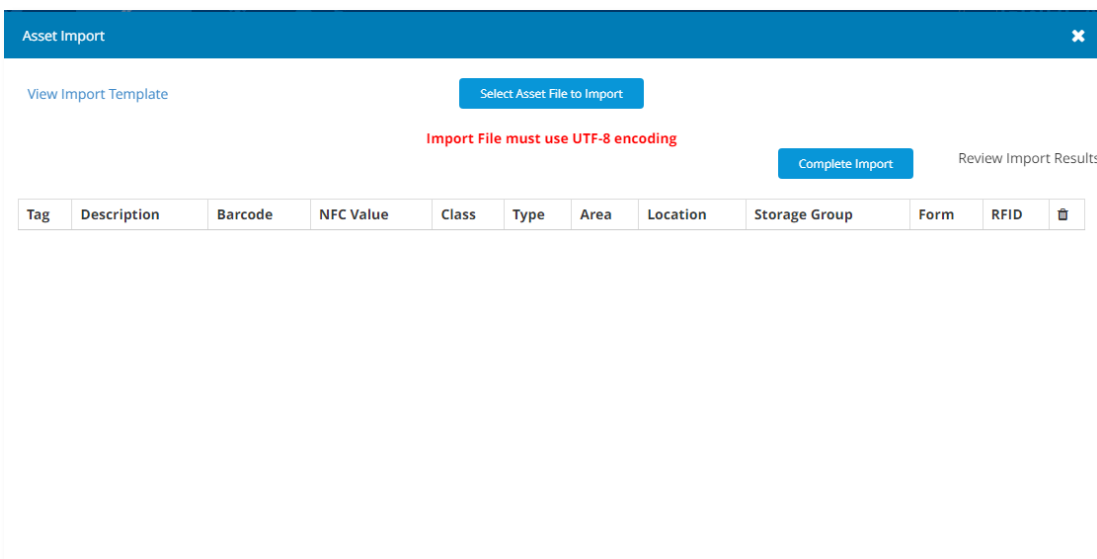 Asset Import
View Import Template
Select Asset File to Import
Import File must use UTF-8 encoding
Complete Import
Review Import Results
Tag Description Barcode NFC Value Class Type Area Location Storage Group Form RFID